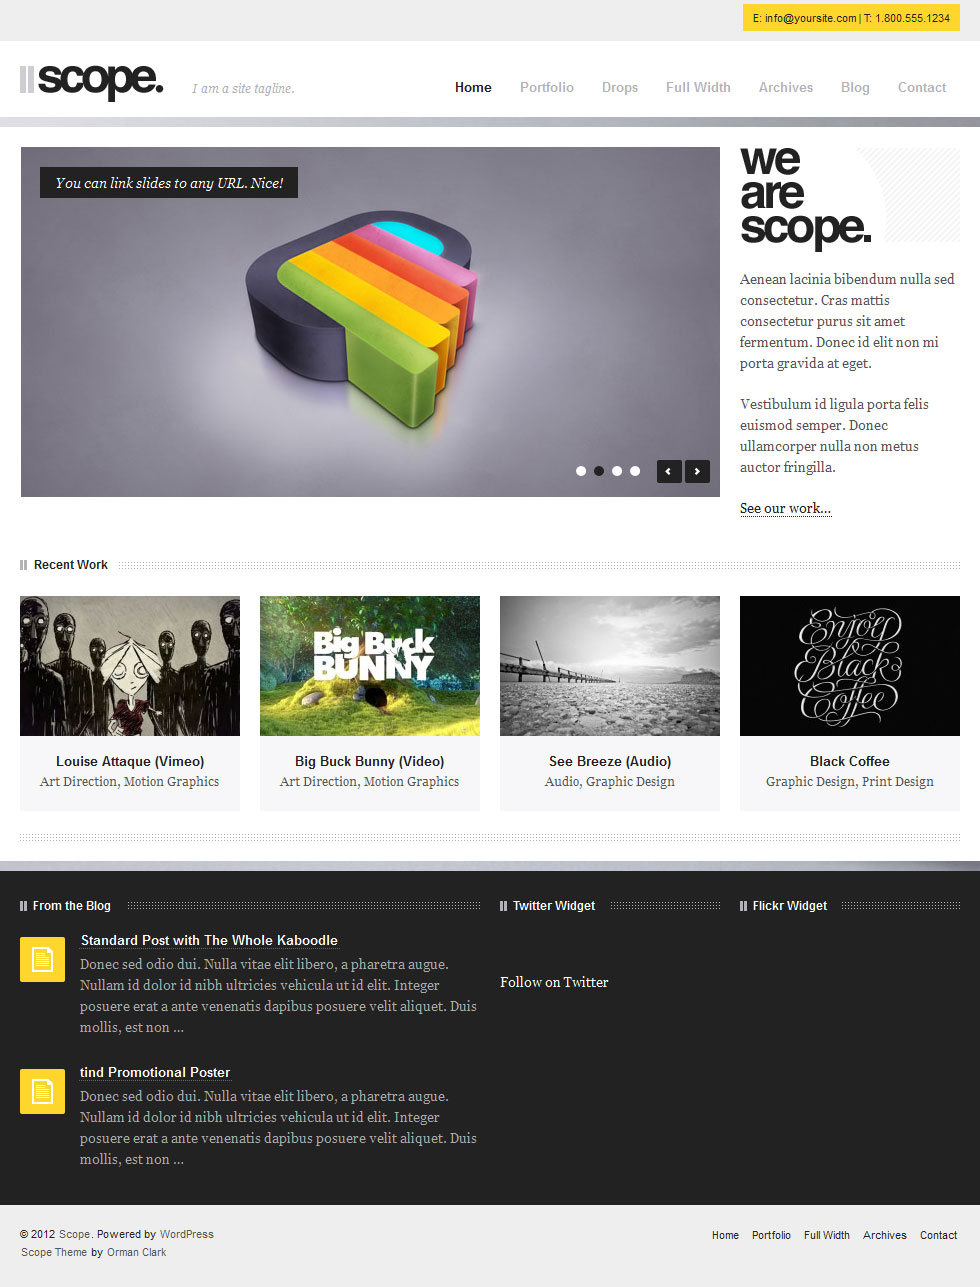 E: info@yoursite.com | T: 1.800.555.1234
scope.
I am a site tagline.
Home Portfolio Drops Full Width Archives Blog Contact
You can link slides to any URL. Nice!
we
are
scope.
Aenean lacinia bibendum nulla sed
consectetur. Cras mattis
consectetur purus sit amet
fermentum. Donec id elit non mi
porta gravida at eget.
Vestibulum id ligula porta felis
euismod semper. Donec
ullamcorper nulla non metus
auctor fringilla.
See our work...
Recent Work
Big Buck
BUNNY
Enjoy
Black
Coffee
Louise Attaque (Vimeo)
Art Direction, Motion Graphics
Big Buck Bunny (Video)
Art Direction, Motion Graphics
See Breeze (Audio)
Audio, Graphic Design
Black Coffee
Graphic Design, Print Design
From the Blog
Standard Post with The Whole Kaboodle
Donec sed odio dui. Nulla vitae elit libero, a pharetra augue.
Nullam id dolor id nibh ultricies vehicula ut id elit. Integer
posuere erat a ante venenatis dapibus posuere velit aliquet. Duis
mollis, est non ...
tind Promotional Poster
Donec sed odio dui. Nulla vitae elit libero, a pharetra augue.
Nullam id dolor id nibh ultricies vehicula ut id elit. Integer
posuere erat a ante venenatis dapibus posuere velit aliquet. Duis
mollis, est non ...
Twitter Widget
Follow on Twitter
Flickr Widget
© 2012 Scope. Powered by WordPress
Scope Theme by Orman Clark
Home Portfolio Full Width Archives Contact